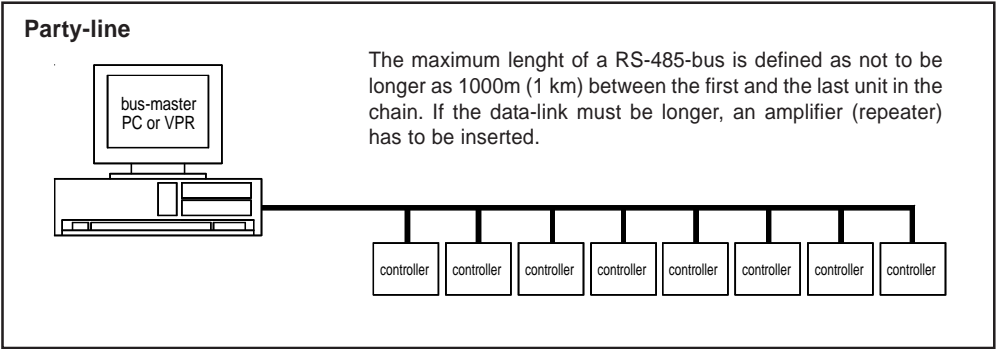 Party-line
The maximum lenght of a RS-485-bus is defined as not to be
longer as 1000m (1 km) between the first and the last unit in the
chain. If the data-link must be longer, an amplifier (repeater)
has to be inserted.
bus-master
PC or VPR
controller controller controller controller controller controller controller controller